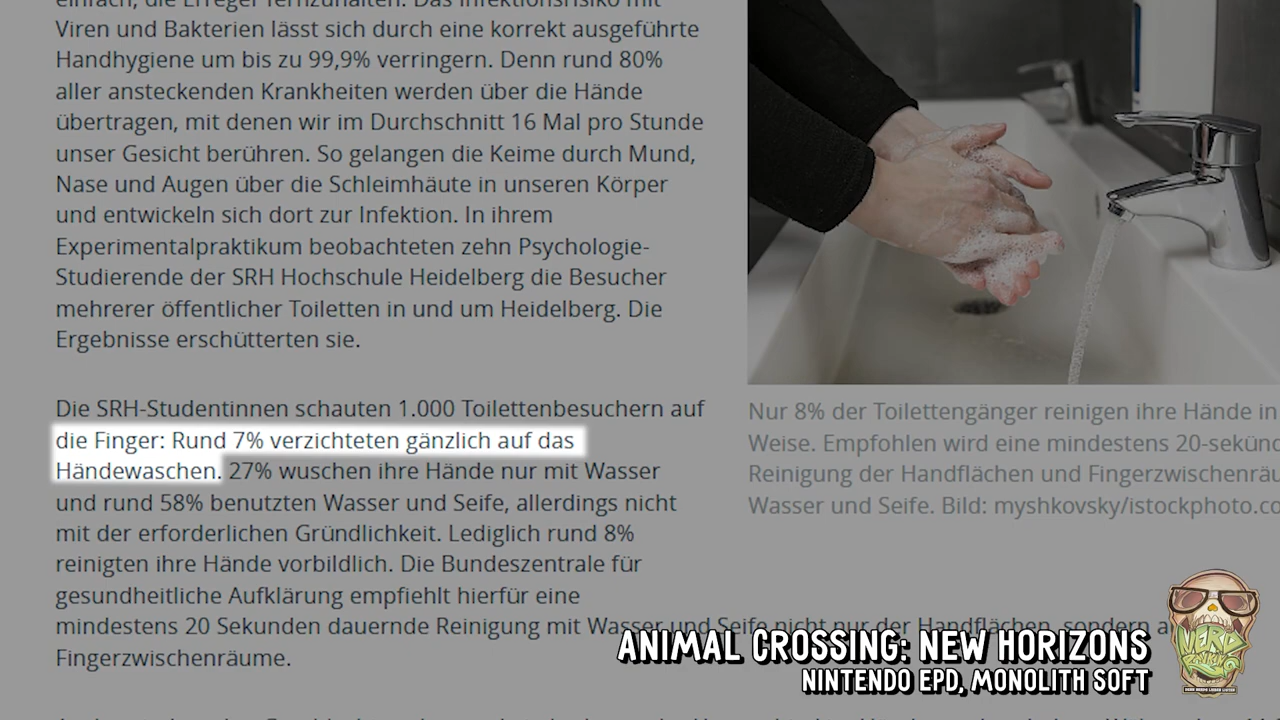 einfach, die Erreger fernzuhalten. Das Infektionsrisiko mit
Viren und Bakterien lässt sich durch eine korrekt ausgeführte
Handhygiene um bis zu 99,9% verringern. Denn rund 80%
aller ansteckenden Krankheiten werden über die Hände
übertragen, mit denen wir im Durchschnitt 16 Mal pro Stunde
unser Gesicht berühren. So gelangen die Keime durch Mund,
Nase und Augen über die Schleimhäute in unseren Körper
und entwickeln sich dort zur Infektion. In ihrem
Experimentalpraktikum beobachteten zehn Psychologie-
Studierende der SRH Hochschule Heidelberg die Besucher
mehrerer öffentlicher Toiletten in und um Heidelberg. Die
Ergebnisse erschütterten sie.
Die SRH-Studentinnen schauten 1.000 Toilettenbesuchern auf
die Finger: Rund 7% verzichteten gänzlich auf das
Händewaschen. 27% wuschen ihre Hände nur mit Wasser
und rund 58% benutzten Wasser und Seife, allerdings nicht
mit der erforderlichen Gründlichkeit. Lediglich rund 8%
reinigten ihre Hände vorbildlich. Die Bundeszentrale für
gesundheitliche Aufklärung empfiehlt hierfür eine
mindestens 20 Sekunden dauernde Reinigung mit Wasser und Seife nicht nur der Handflächen, sondern a
Fingerzwischenräume.
Nur 8% der Toilettengänger reinigen ihre Hände in
Weise. Empfohlen wird eine mindestens 20-sekünd
Reinigung der Handflächen und Fingerzwischenräu
Wasser und Seife. Bild: myshkovsky/istockphoto.co
ANIMAL CROSSING: NEW HORIZONS
NINTENDO EPD, MONOLITH SOFT